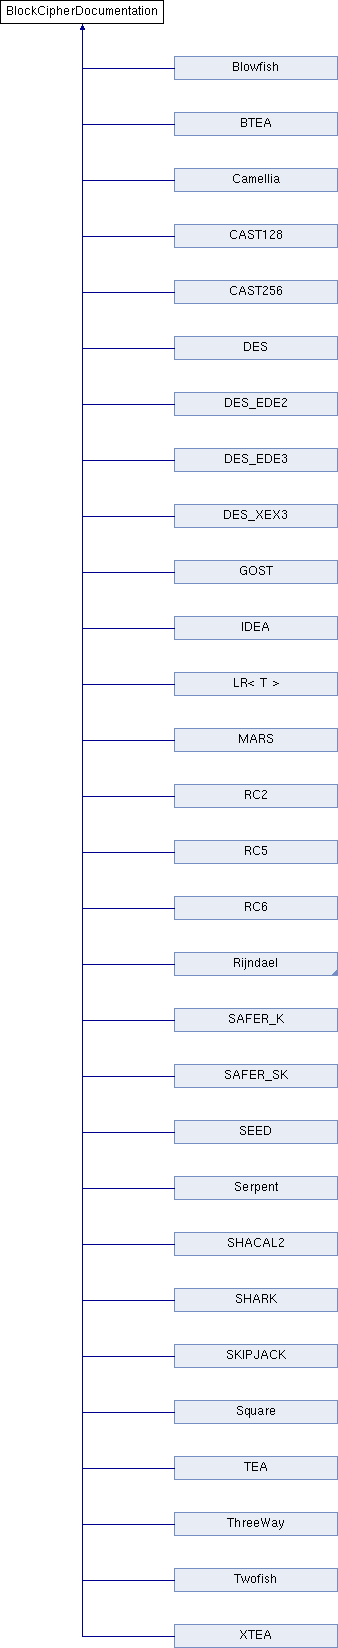 BlockCipherDocumentation
Blowfish
BTEA
Camellia
CAST128
CAST256
DES
DES_EDE2
DES_EDE3
DES_XEX3
GOST
IDEA
LR< T >
MARS
RC2
RC5
RC6
Rijndael
SAFER_K
SAFER_SK
SEED
Serpent
SHACAL2
SHARK
SKIPJACK
Square
TEA
ThreeWay
Twofish
XTEA